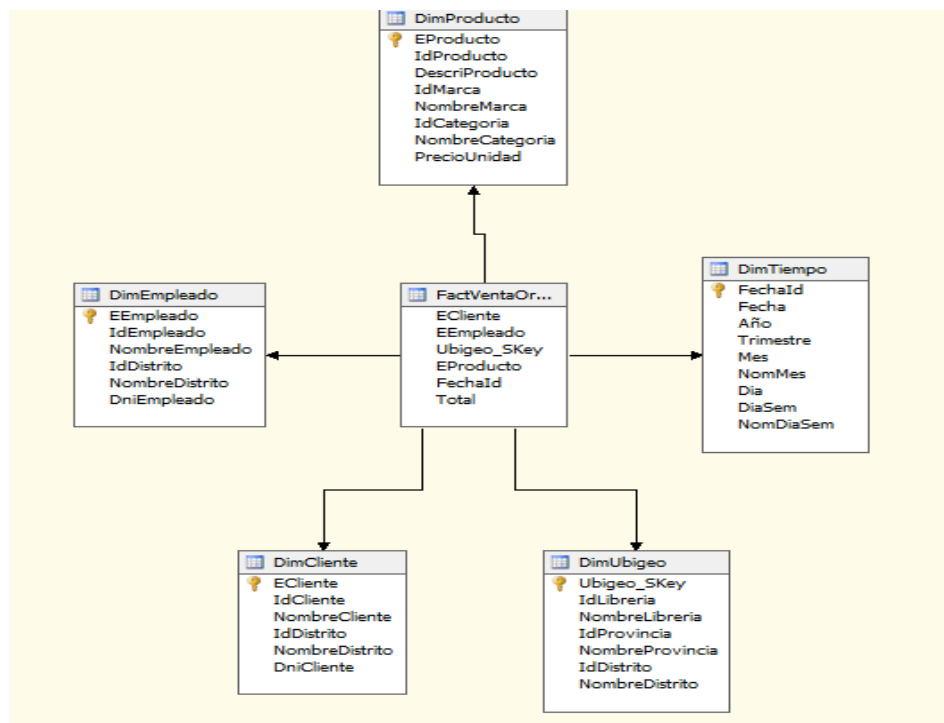 DimProducto
EProducto
IdProducto
DescriProducto
IdMarca
NombreMarca
IdCategoria
NombreCategoria
PrecioUnidad
DimEmpleado
EEmpleado
IdEmpleado
NombreEmpleado
IdDistrito
NombreDistrito
DniEmpleado
FactVentaOr...
ECliente
EEmpleado
Ubigeo_SKey
EProducto
FechaId
Total
DimTiempo
FechaId
Fecha
Año
Trimestre
Mes
NomMes
Dia
DiaSem
NomDiaSem
DimCliente
ECliente
IdCliente
NombreCliente
IdDistrito
NombreDistrito
DniCliente
DimUbigeo
Ubigeo_SKey
IdLibreria
NombreLibreria
IdProvincia
NombreProvincia
IdDistrito
NombreDistrito